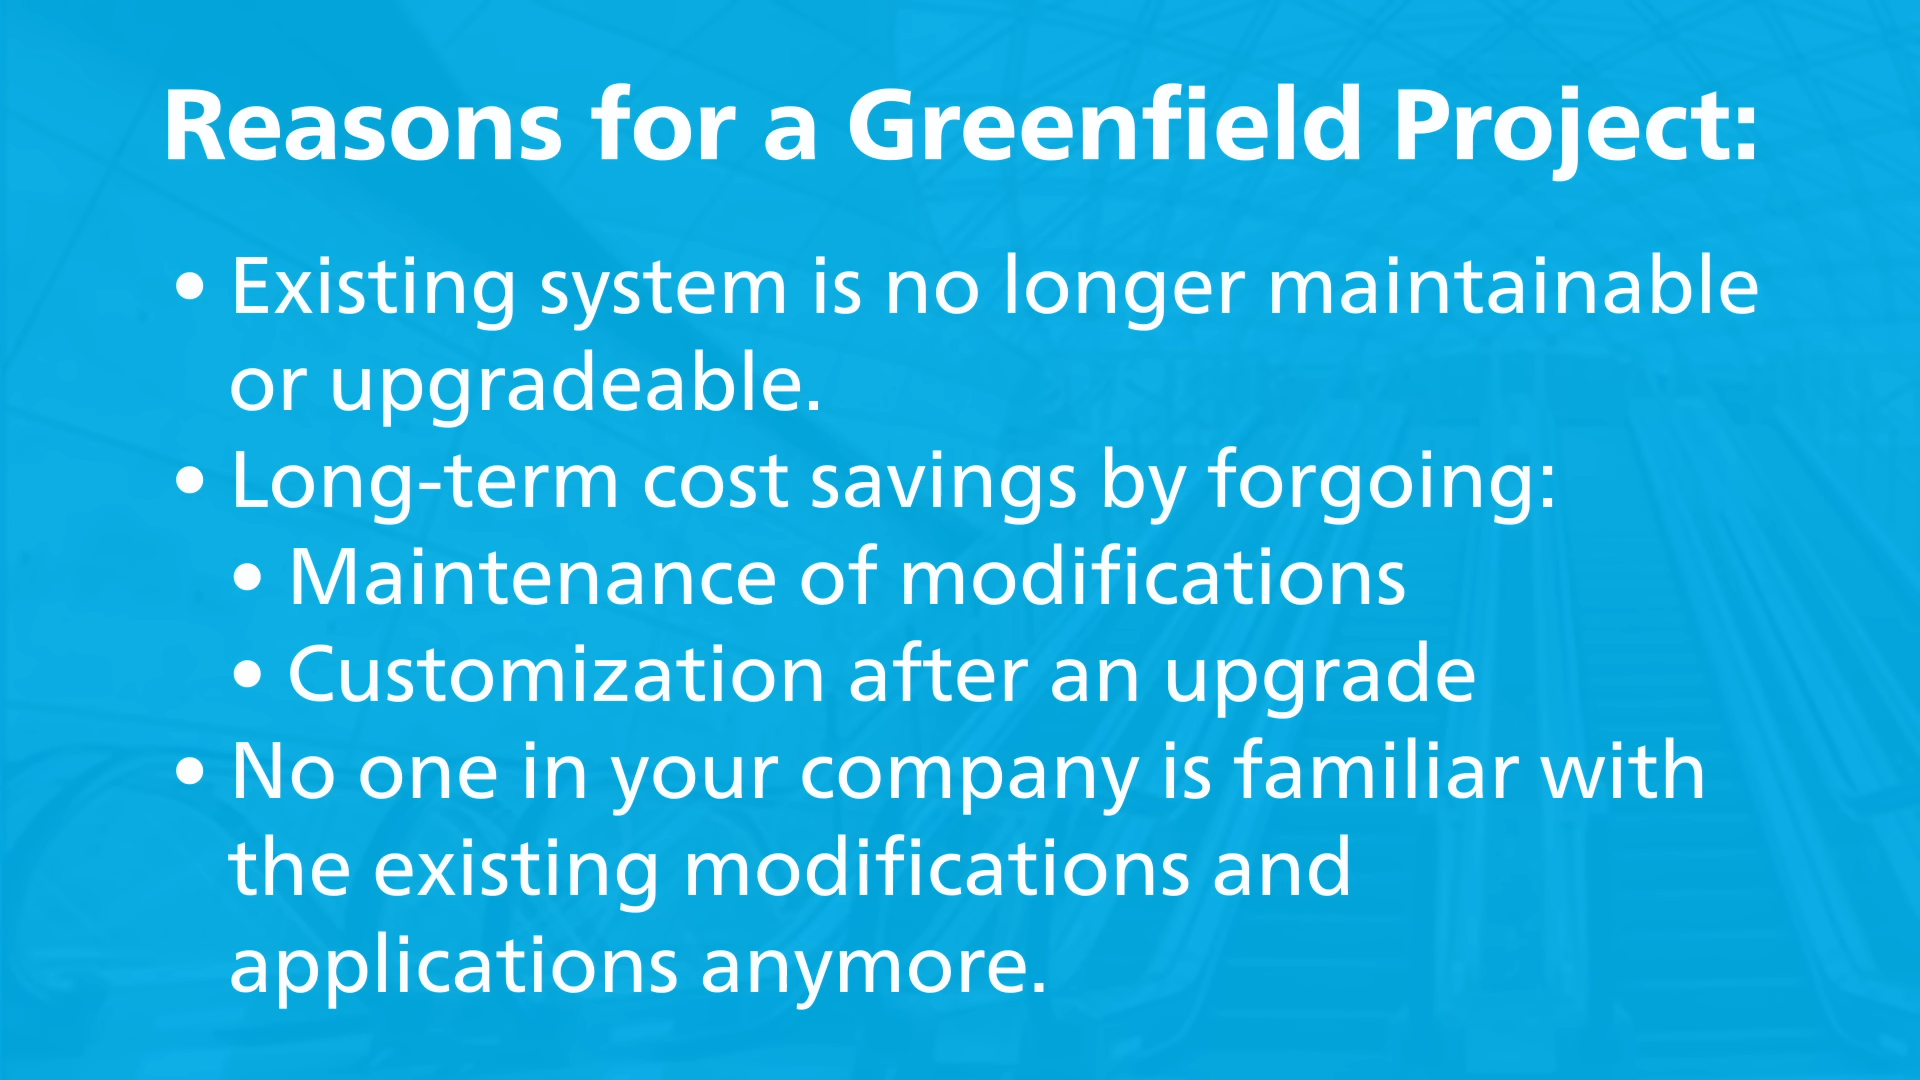 Reasons for a Greenfield Project:
• Existing system is no longer maintainable
or upgradeable.
• Long-term cost savings by forgoing:
• Maintenance of modifications
• Customization after an upgrade
• No one in your company is familiar with
the existing modifications and
applications anymore.